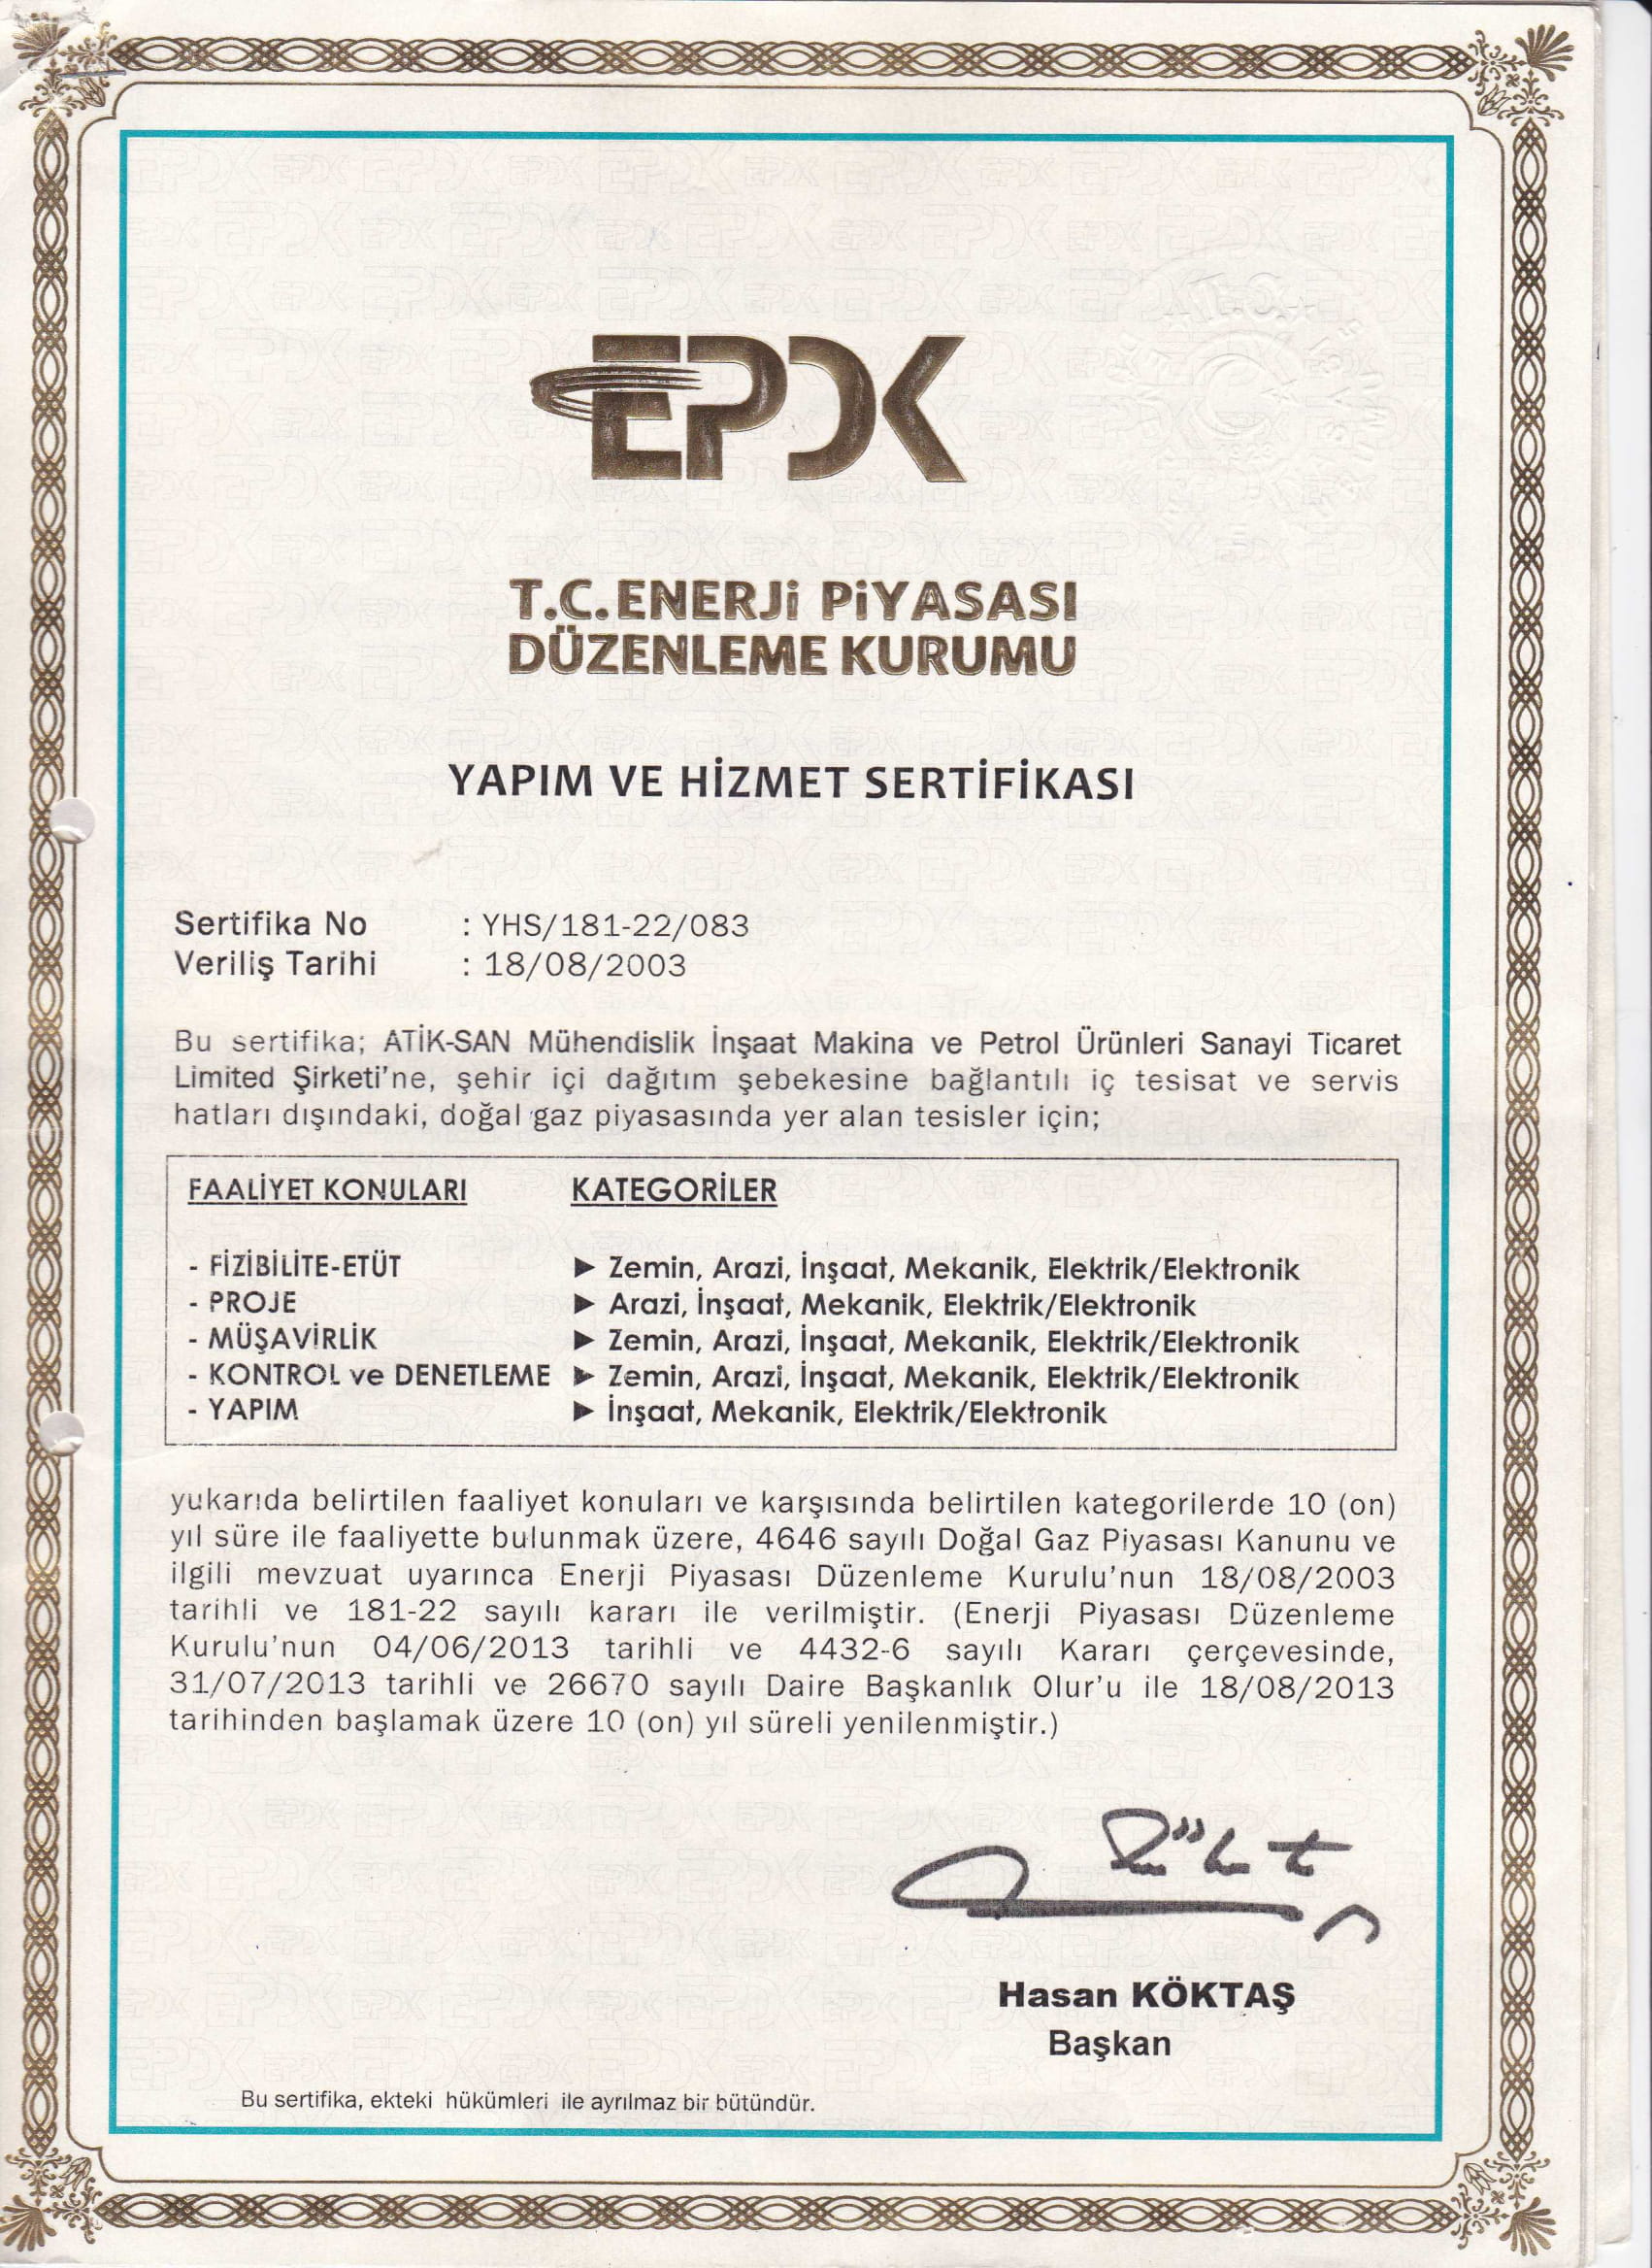 EPDK
T.C. ENERJi PiYASASI
DÜZENLEME KURUMU
YAPIM VE HİZMET SERTİFİKASI
Sertifika No : YHS/181-22/083
Veriliş Tarihi : 18/08/2003
Bu sertifika; ATİK-SAN Mühendislik İnşaat Makina ve Petrol Ürünleri Sanayi Ticaret
Limited Şirketi'ne, şehir içi dağıtım şebekesine bağlantılı iç tesisat ve servis
hatları dışındaki, doğal gaz piyasasında yer alan tesisler için;
FAALİYET KONULARI KATEGORİLER
- FİZİBİLİTE-ETÜT ► Zemin, Arazi, İnşaat, Mekanik, Elektrik/Elektronik
- PROJE ► Arazi, İnşaat, Mekanik, Elektrik/Elektronik
- MÜŞAVİRLİK ► Zemin, Arazi, İnşaat, Mekanik, Elektrik/Elektronik
- KONTROL ve DENETLEME ► Zemin, Arazi, İnşaat, Mekanik, Elektrik/Elektronik
- YAPIM ► İnşaat, Mekanik, Elektrik/Elektronik
yukarıda belirtilen faaliyet konuları ve karşısında belirtilen kategorilerde 10 (on)
yıl süre ile faaliyette bulunmak üzere, 4646 sayılı Doğal Gaz Piyasası Kanunu ve
ilgili mevzuat uyarınca Enerji Piyasası Düzenleme Kurulu'nun 18/08/2003
tarihli ve 181-22 sayılı kararı ile verilmiştir. (Enerji Piyasası Düzenleme
Kurulu'nun 04/06/2013 tarihli ve 4432-6 sayılı Kararı çerçevesinde,
31/07/2013 tarihli ve 26670 sayılı Daire Başkanlık Olur'u ile 18/08/2013
tarihinden başlamak üzere 10 (on) yıl süreli yenilenmiştir.)
Hasan KÖKTAŞ
Başkan
Bu sertifika, ekteki hükümleri ile ayrılmaz bir bütündür.